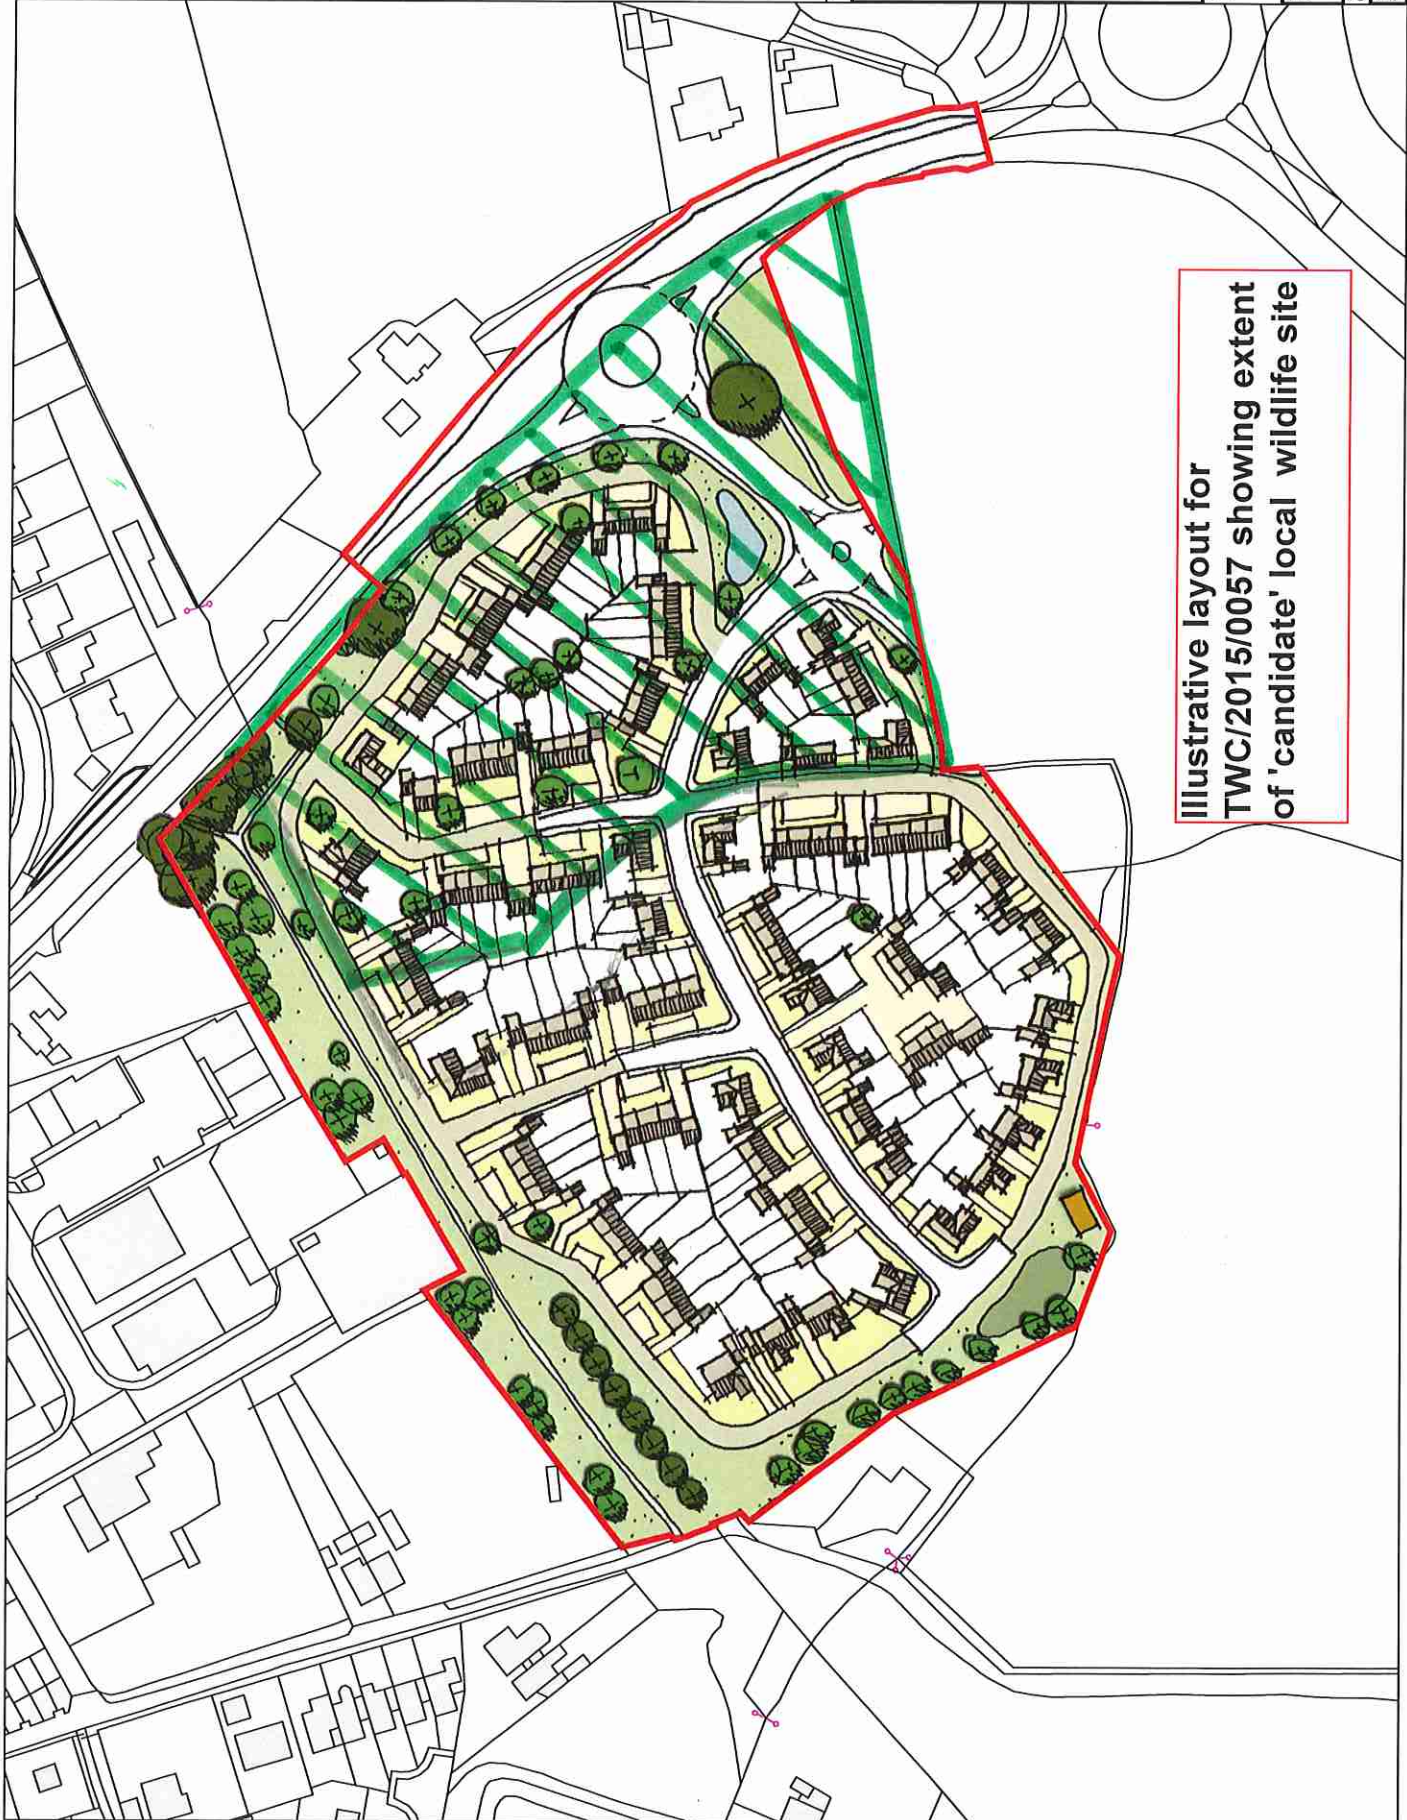 Illustrative layout for
TWC/2015/0057 showing extent
of 'candidate' local wildlife site